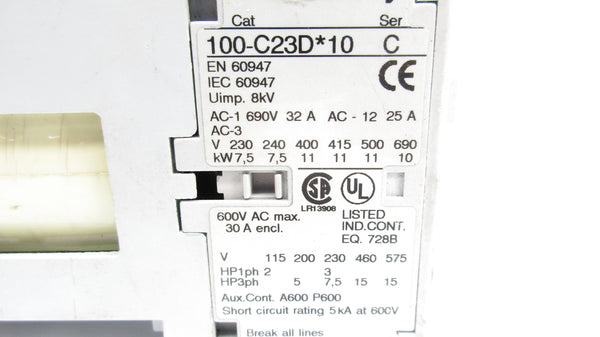 Cat Ser
100-C23D*10 C
EN 60947
IEC 60947
Uimp. 8kV
CE
AC-1 690V 32 A AC - 12 25 A
AC-3
V 230 240 400 415 500 690
kW 7,5 7,5 11 11 11 10
SA UL
LR13908
600V AC max.
30 A encl.
LISTED
IND.CONT.
EQ. 728B
V 115 200 230 460 575
HP1ph 2 3
HP3ph 5 7,5 15 15
Aux.Cont. A600 P600
Short circuit rating 5kA at 600V
Break all lines